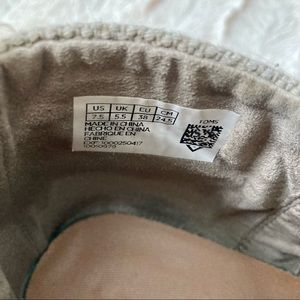 US UK EU CM
7.5 5.5 38 24.5
MADE IN CHINA
HECHO EN CHINA
FABRIQUE EN
CHINE
TOMS